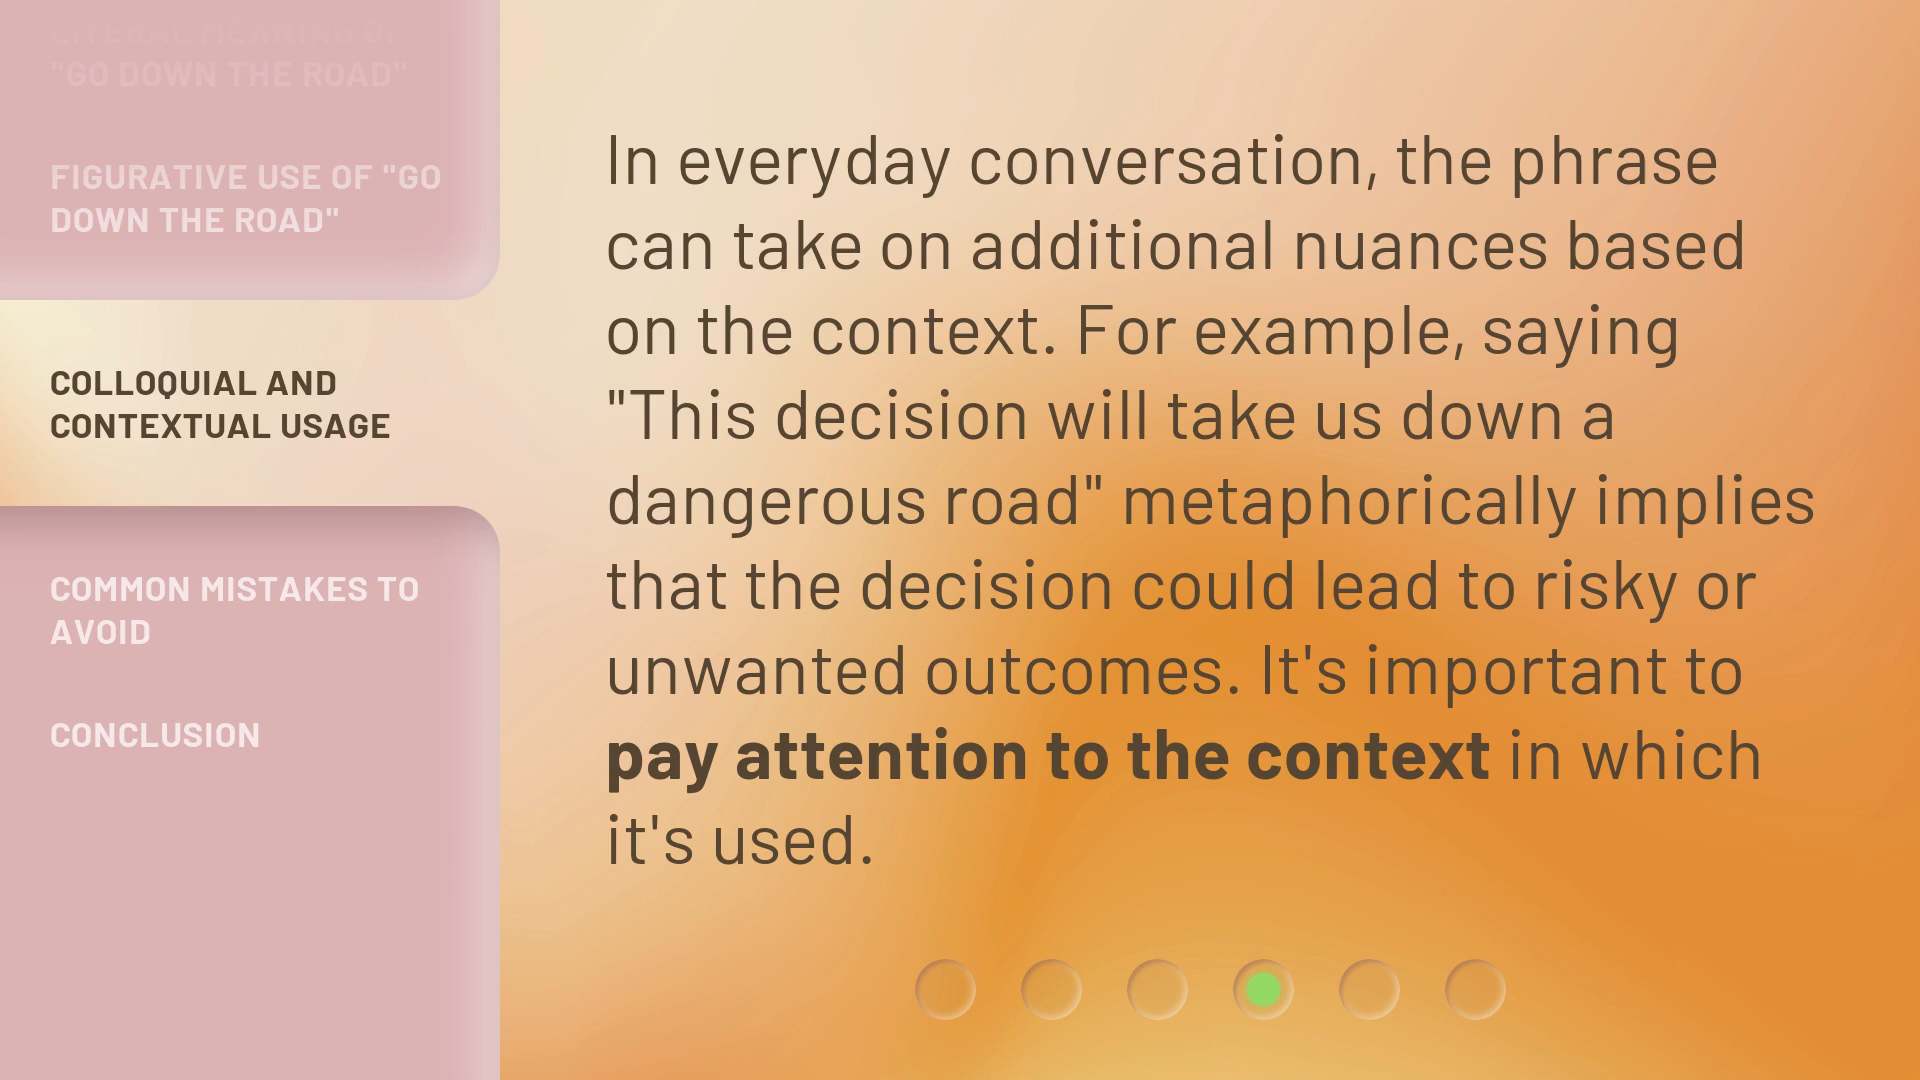 LITERAL MEANING OF
"GO DOWN THE ROAD"
FIGURATIVE USE OF "GO
DOWN THE ROAD"
COLLOQUIAL AND
CONTEXTUAL USAGE
COMMON MISTAKES TO
AVOID
CONCLUSION
In everyday conversation, the phrase
can take on additional nuances based
on the context. For example, saying
"This decision will take us down a
dangerous road" metaphorically implies
that the decision could lead to risky or
unwanted outcomes. It's important to
pay attention to the context in which
it's used.